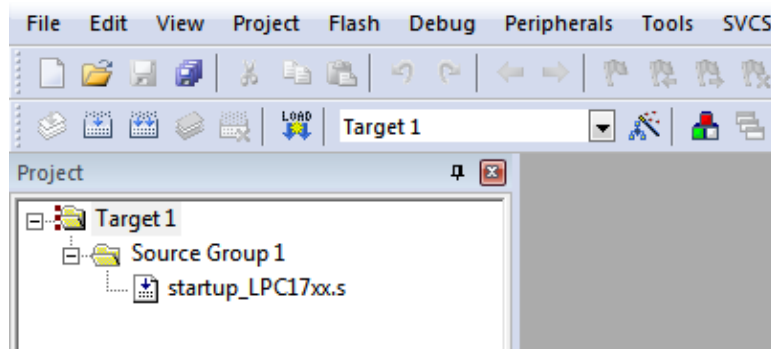 File Edit View Project Flash Debug Peripherals Tools SVCS
LOAD Target 1
Project
Target 1
Source Group 1
startup_LPC17xx.s